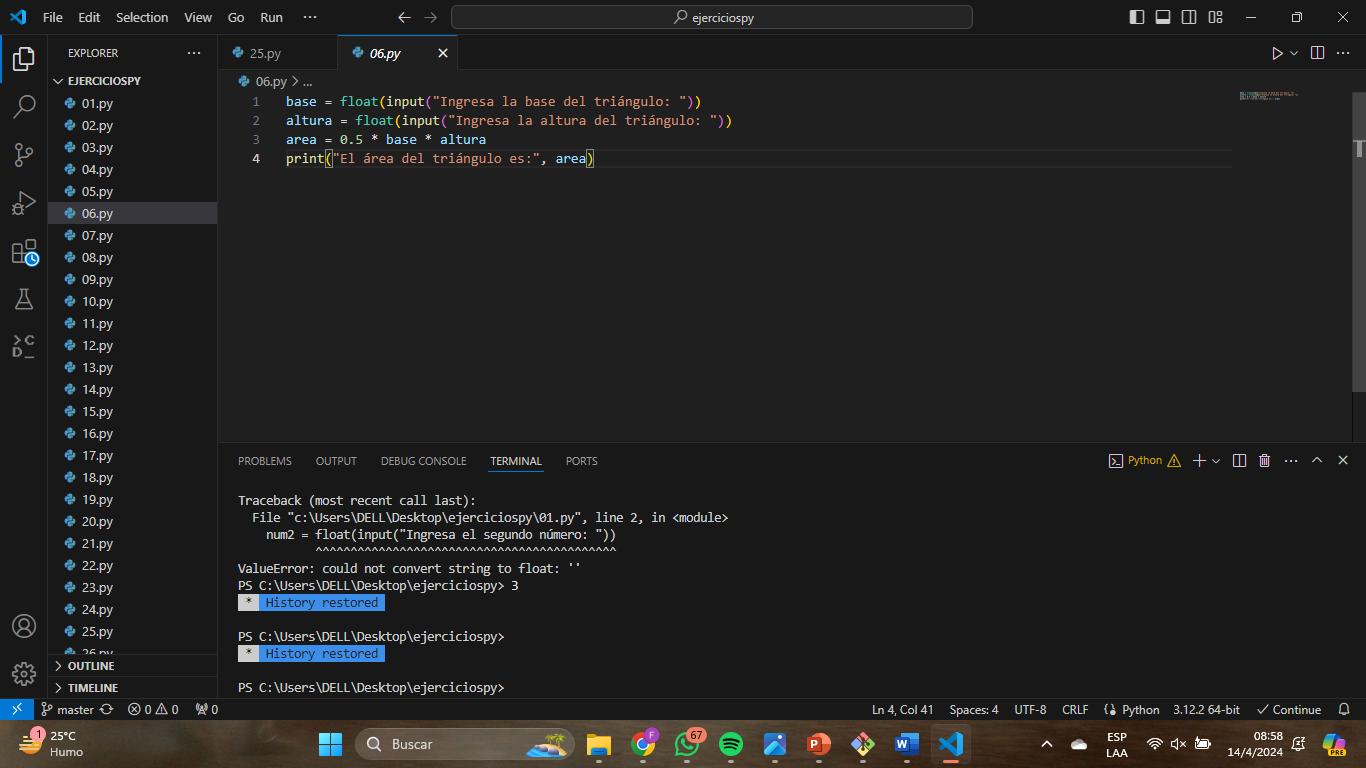 File Edit Selection View Go Run ··· ejerciciospy
EXPLORER ···
EJERCICIOSPY
01.py
02.py
03.py
04.py
05.py
06.py
07.py
08.py
09.py
10.py
11.py
12.py
13.py
14.py
15.py
16.py
17.py
18.py
19.py
20.py
21.py
22.py
23.py
24.py
25.py
26.py
OUTLINE
TIMELINE
25.py 06.py
06.py > ...
1 base = float(input("Ingresa la base del triángulo: "))
2 altura = float(input("Ingresa la altura del triángulo: "))
3 area = 0.5 * base * altura
4 print("El área del triángulo es:", area)
PROBLEMS OUTPUT DEBUG CONSOLE TERMINAL PORTS Python
Traceback (most recent call last):
File "c:\Users\DELL\Desktop\ejerciciospy\01.py", line 2, in <module>
num2 = float(input("Ingresa el segundo número: "))
^^^^^^^^^^^^^^^^^^^^^^^^^^^^^^^^^^^^^^^^^^^
ValueError: could not convert string to float: ''
PS C:\Users\DELL\Desktop\ejerciciospy> 3
* History restored
PS C:\Users\DELL\Desktop\ejerciciospy>
* History restored
PS C:\Users\DELL\Desktop\ejerciciospy>
master 0 0 0 Ln 4, Col 41 Spaces: 4 UTF-8 CRLF Python 3.12.2 64-bit Continue
1 25°C
Humo
Buscar
F
67
ESP
LAA
08:58
14/4/2024
PRE